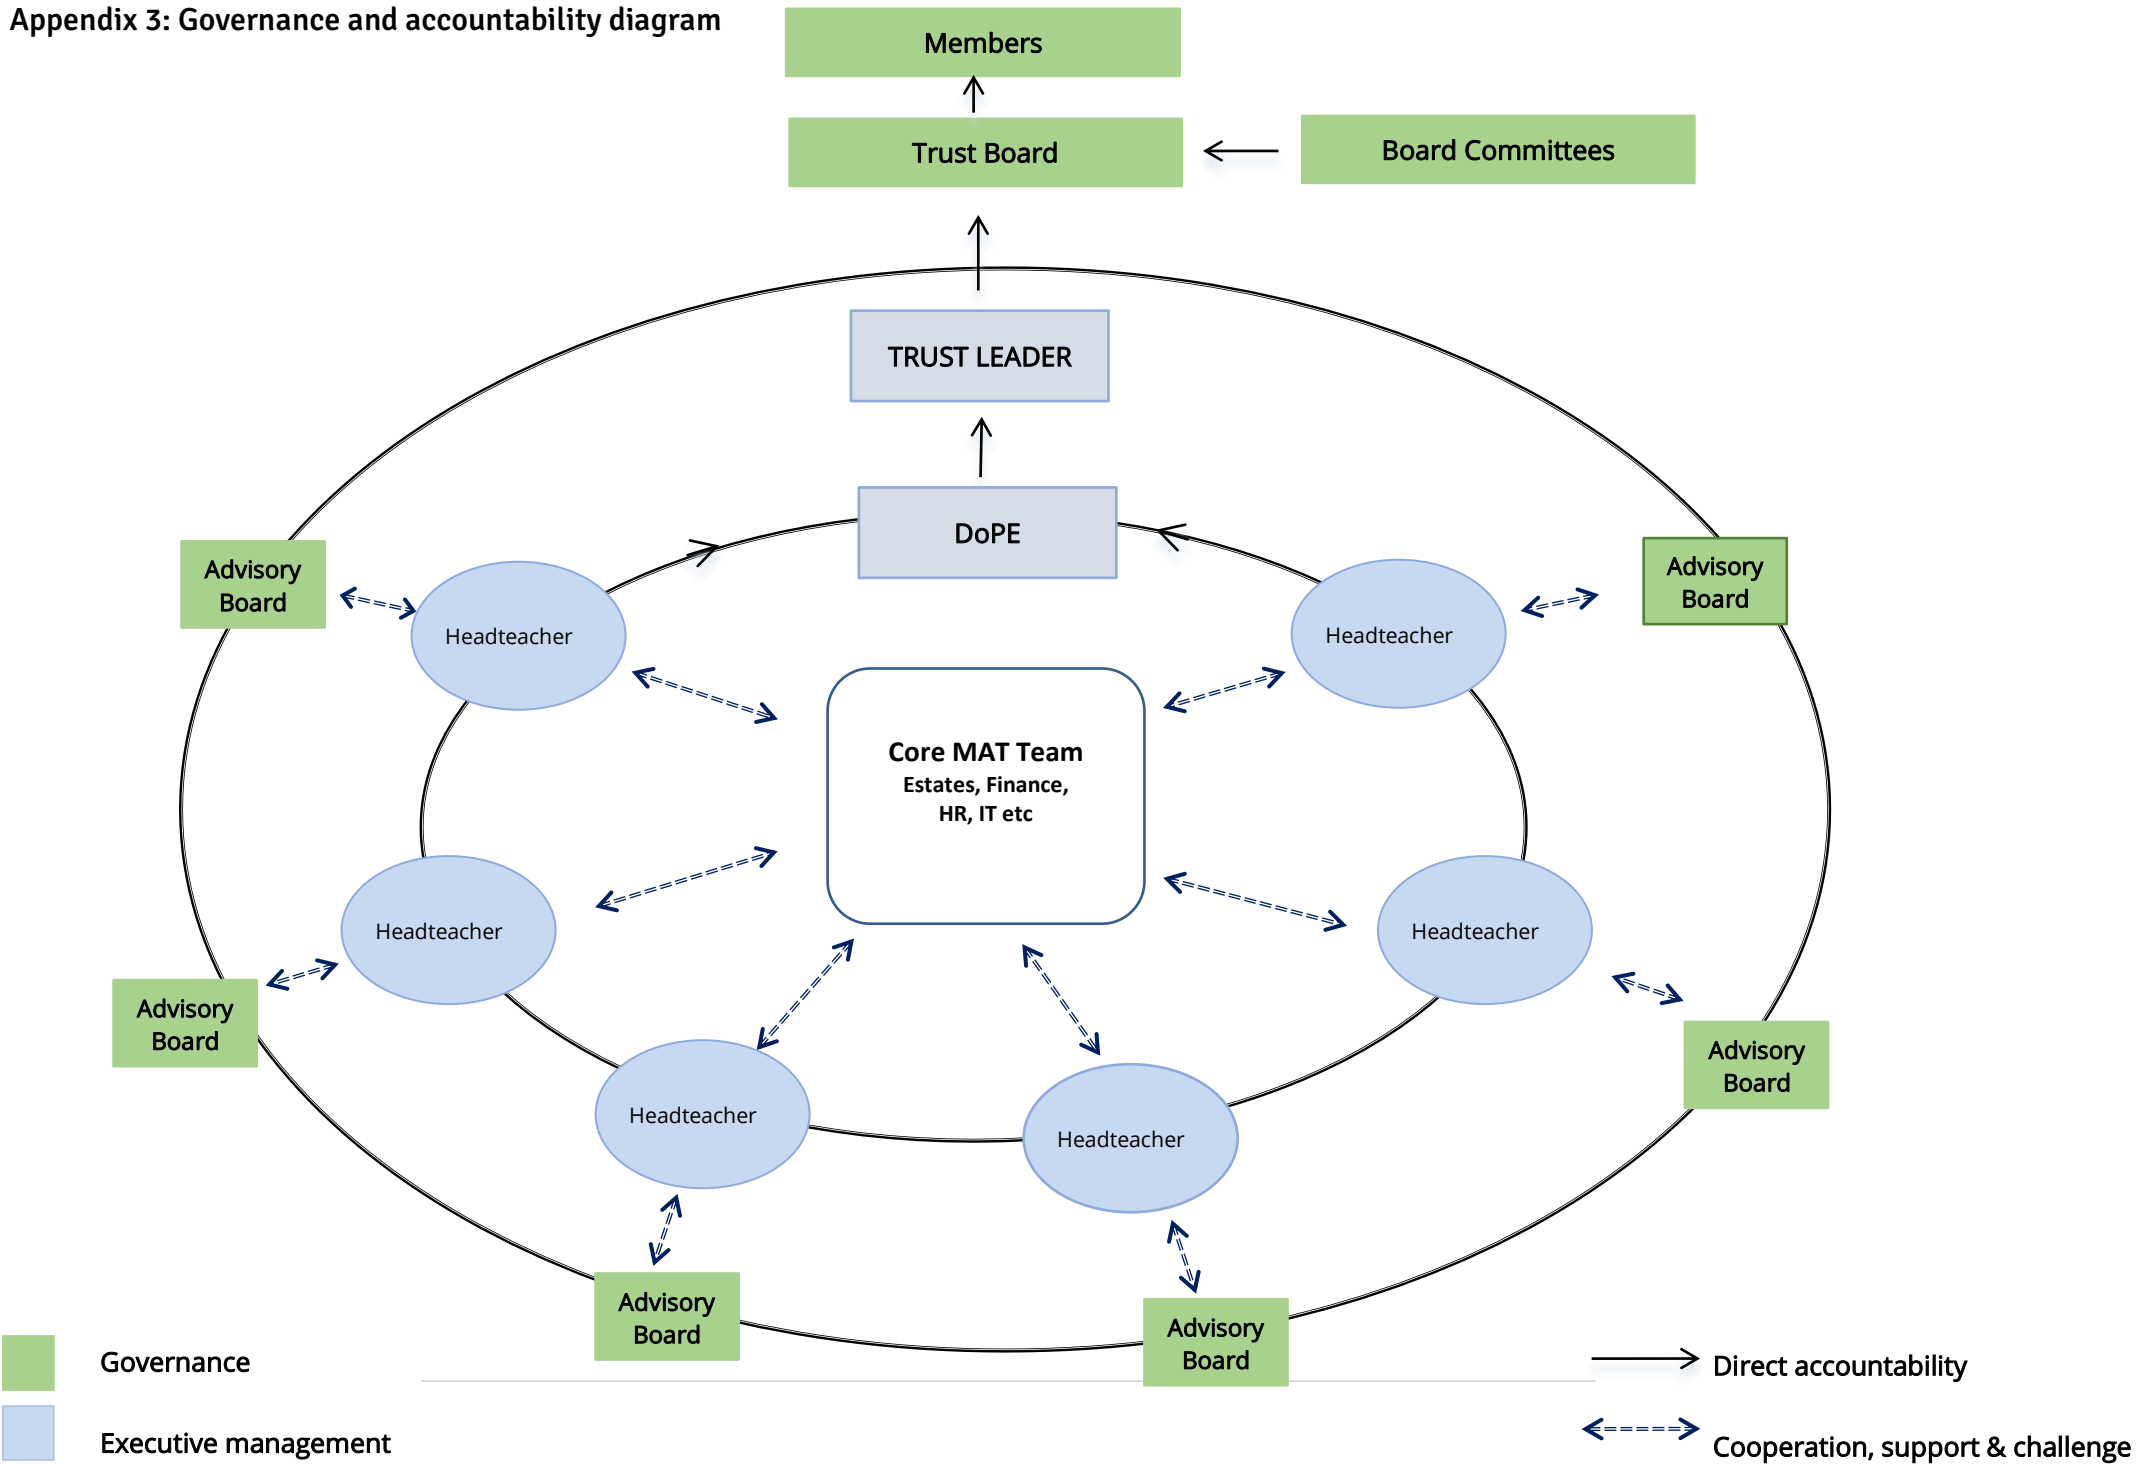 Appendix 3: Governance and accountability diagram
Members
Trust Board
Board Committees
TRUST LEADER
DoPE
Advisory
Board
Headteacher
Headteacher
Advisory
Board
Core MAT Team
Estates, Finance,
HR, IT etc
Headteacher
Headteacher
Advisory
Board
Advisory
Board
Headteacher
Headteacher
Advisory
Board
Advisory
Board
Governance
Direct accountability
Executive management
Cooperation, support & challenge